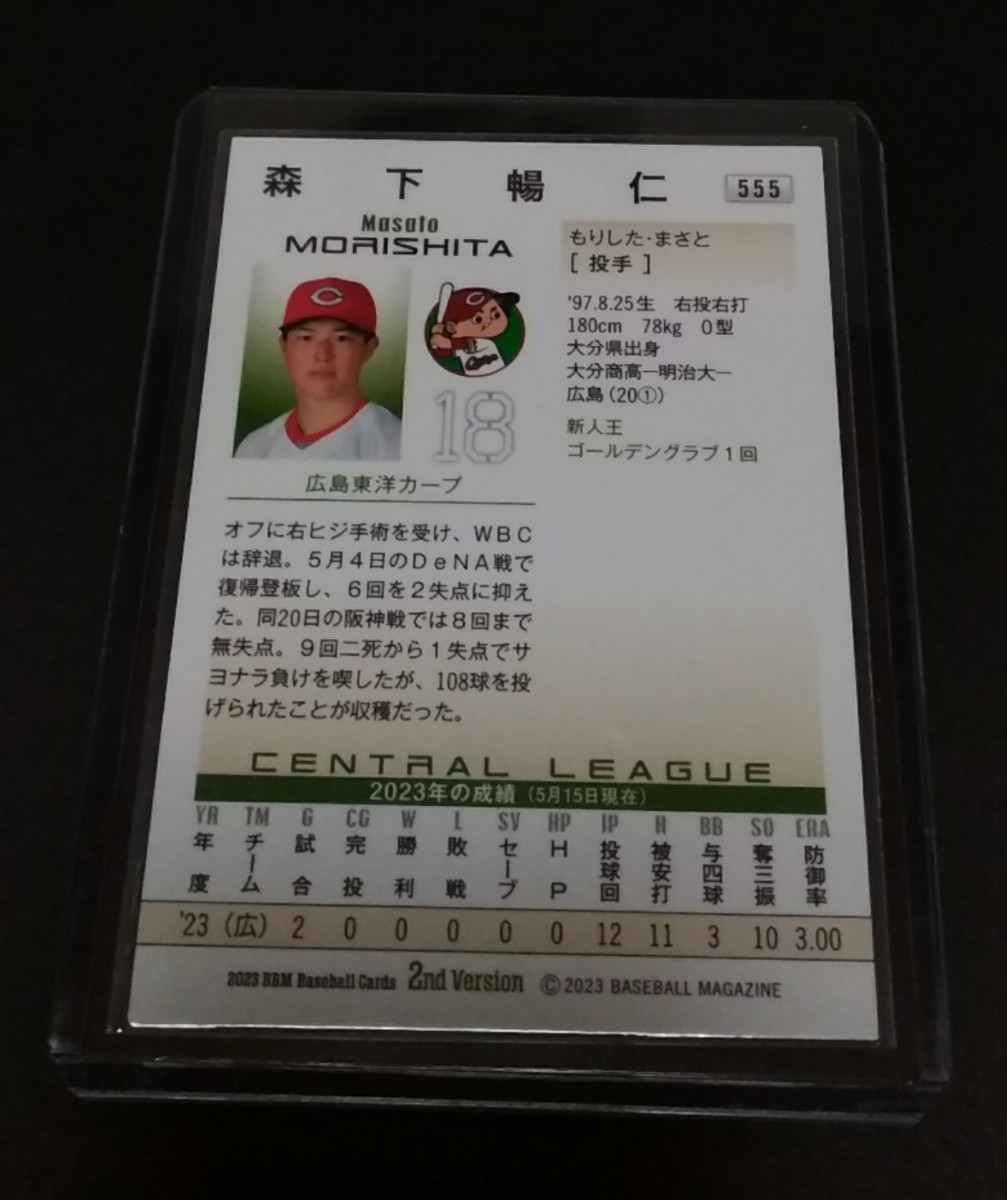 森下暢仁 555
Masato
MORISHITA
もりした・まさと
[ 投手 ]
'97.8.25生 右投右打
180cm 78kg O型
大分県出身
大分商高ー明治大ー
広島(20①)
新人王
ゴールデングラブ1回
C
C
Carp
18
広島東洋カープ
オフに右ヒジ手術を受け、WBC
は辞退。5月4日のDeNA戦で
復帰登板し、6回を2失点に抑え
た。同20日の阪神戦では8回まで
無失点。9回二死から1失点でサ
ヨナラ負けを喫したが、108球を投
げられたことが収穫だった。
CENTRAL LEAGUE
2023年の成績(5月15日現在)
YR TM G CG W L SV HP IP H BB SO ERA
年度 チーム 試合 完投 勝利 敗戦 セーブ HP 投球回 被安打 与四球 奪三振 防御率
'23 (広) 2 0 0 0 0 0 12 11 3 10 3.00
2023 BBM Baseball Cards 2nd Version ©2023 BASEBALL MAGAZINE